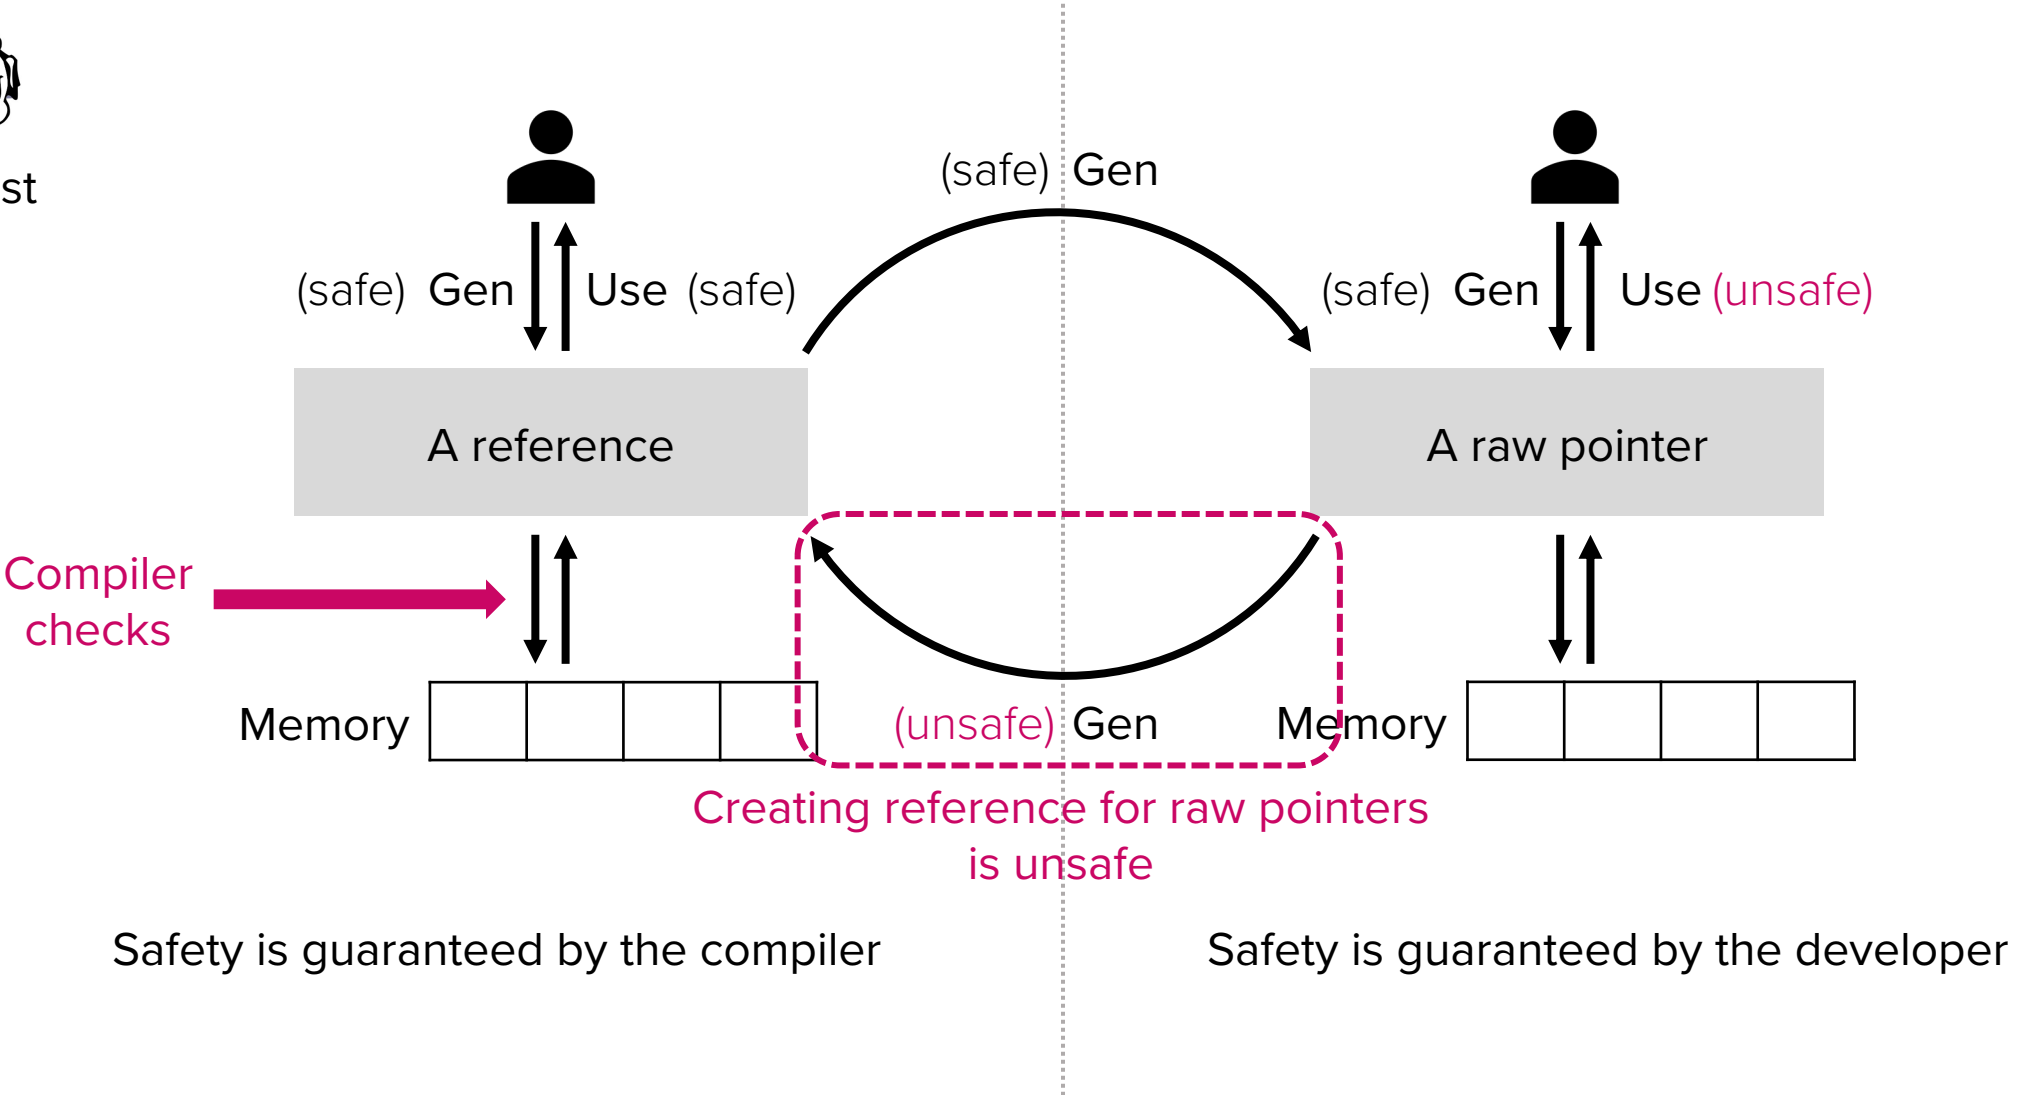 st
(safe) Gen
(safe) Gen Use (safe)
(safe) Gen Use (unsafe)
A reference
A raw pointer
Compiler
checks
Memory
(unsafe) Gen
Memory
Creating reference for raw pointers
is unsafe
Safety is guaranteed by the compiler
Safety is guaranteed by the developer